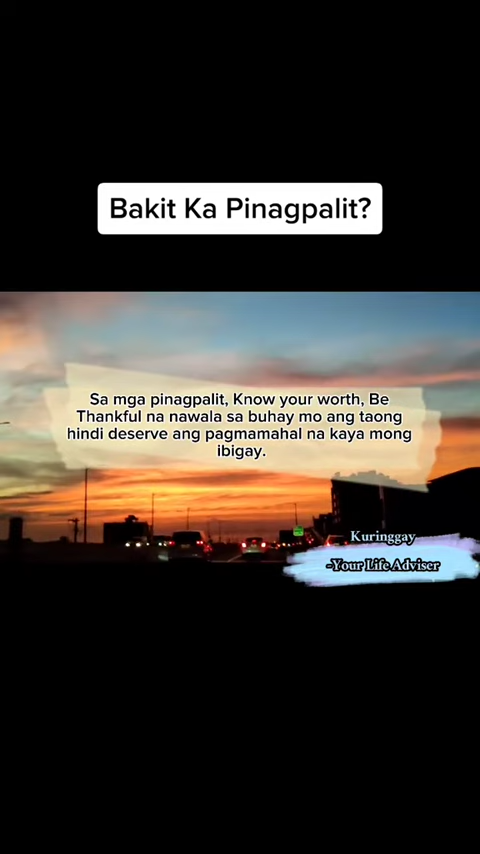 Bakit Ka Pinagpalit?
Sa mga pinagpalit, Know your worth, Be
Thankful na nawala sa buhay mo ang taong
hindi deserve ang pagmamahal na kaya mong
ibigay.
Kuringgay
-Your Life Adviser